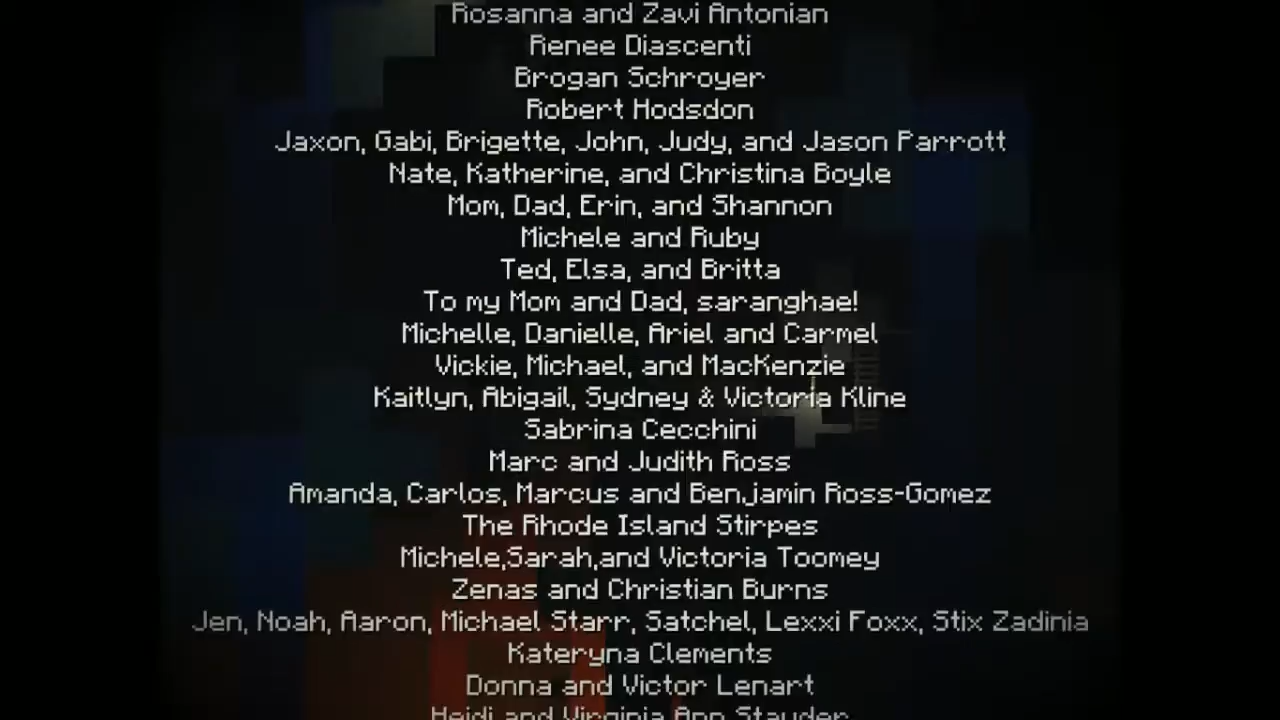 Rosanna and Zavi Antonian
Renee Diascenti
Brogan Schroyer
Robert Hodsdon
Jaxon, Gabi, Brigette, John, Judy, and Jason Parrott
Nate, Katherine, and Christina Boyle
Mom, Dad, Erin, and Shannon
Michele and Ruby
Ted, Elsa, and Britta
To my Mom and Dad, saranghae!
Michelle, Danielle, Ariel and Carmel
Vickie, Michael, and MacKenzie
Kaitlyn, Abigail, Sydney & Victoria Kline
Sabrina Cecchini
Marc and Judith Ross
Amanda, Carlos, Marcus and Benjamin Ross-Gomez
The Rhode Island Stirpes
Michele,Sarah,and Victoria Toomey
Zenas and Christian Burns
Jen, Noah, Aaron, Michael Starr, Satchel, Lexxi Foxx, Stix Zadinia
Kateryna Clements
Donna and Victor Lenart
Heidi and Virginia Ann Stauder